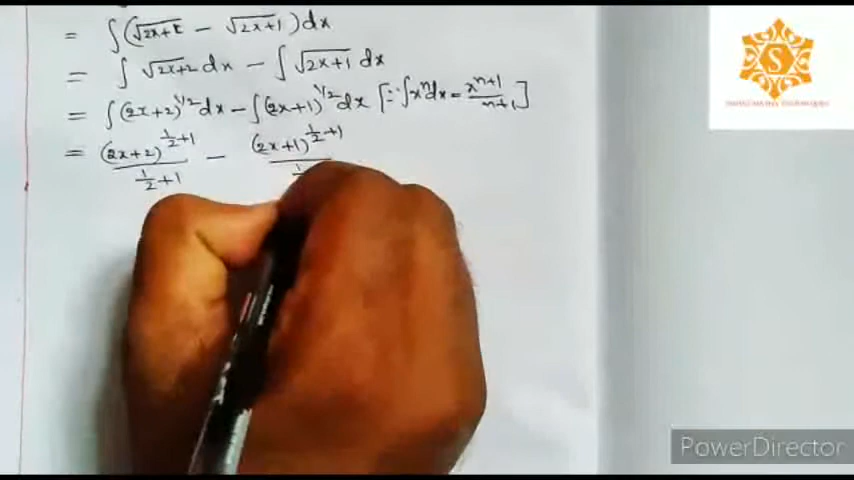 = ∫(√2x+2 − √2x+1) dx
= ∫ √2x+2 dx − ∫ √2x+1 dx
= ∫(2x+2)^1/2 dx − ∫(2x+1)^1/2 dx [∵ ∫x^n dx = x^n+1/n+1]
= (2x+2)^1/2+1 / 1/2+1 − (2x+1)^1/2+1 / 1
S
PowerDirector